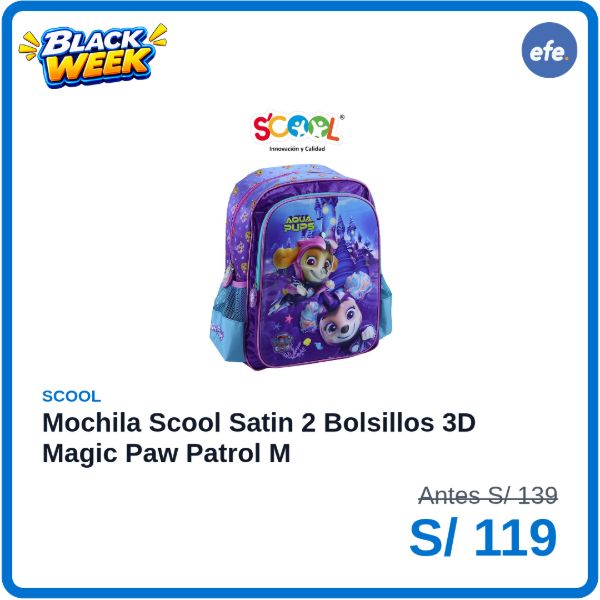 BLACK
WEEK
efe.
S'COOL®
Innovación y Calidad
AQUA
PUPS
SCOOL
Mochila Scool Satin 2 Bolsillos 3D
Magic Paw Patrol M
Antes S/ 139
S/ 119